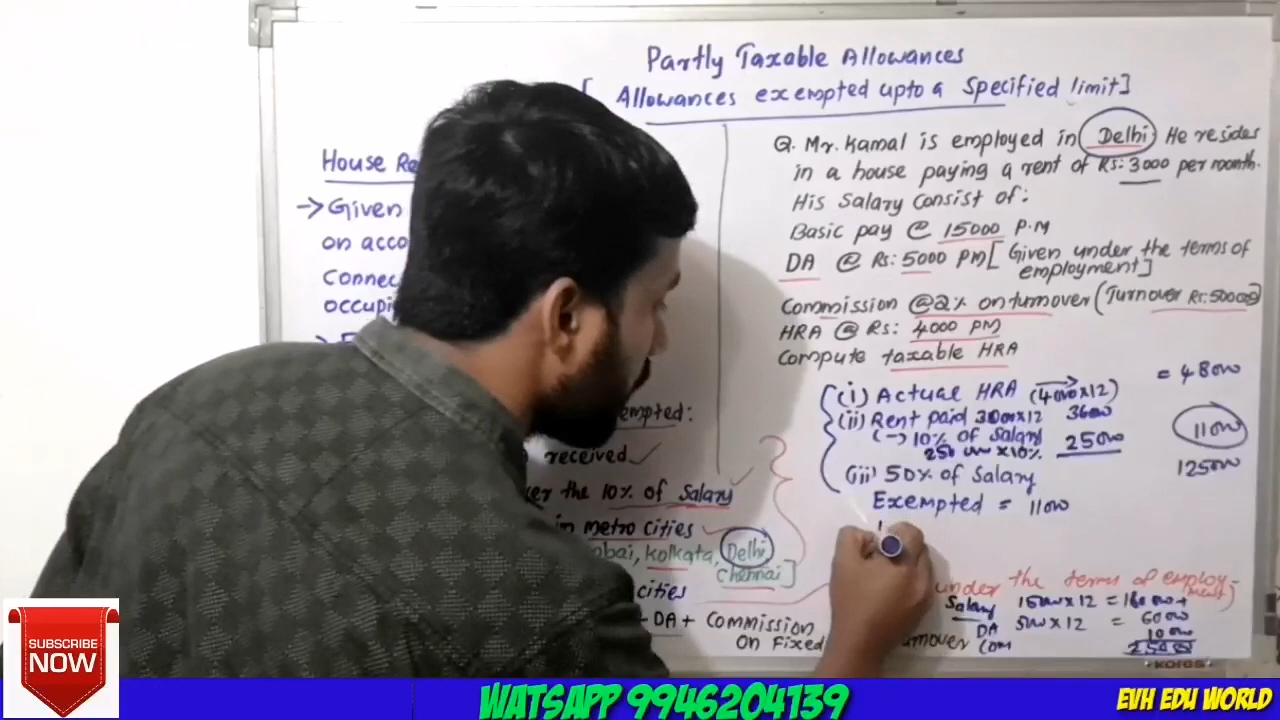 Partly Taxable Allowances
[ Allowances exempted upto a Specified limit]
House Re
→ Given
on acco
Connec
occupi
empted:
received ✓
er the 10% of Salary
in metro cities
bai, Kolkata, Delhi,
Chennai]
cities
- DA + Commission
on Fixed
Q. Mr. Kamal is employed in Delhi He resides
in a house paying a rent of Rs: 3000 per month.
His Salary Consist of:
Basic pay @ 15000 P.M
DA @ Rs: 5000 PM [Given under the terms of
employment]
Commission @ 2% on turnover (Turnover Rs:
HRA @ Rs: 4000 PM
Compute taxable HRA
(i) Actual HRA (4000x12) = 48000
(ii) Rent paid 3000x12 36000
(-) 10% of Salary 25000 11000
250000 x10%.
(iii) 50% of Salary 125000
Exempted = 11000
under the terms of employ-
ment)
Salary 15000x12 =
DA 5000x12 = 60000
Com 10000
urnover
kores
SUBSCRIBE
NOW
WATSAPP 9946204139
EVH EDU WORLD